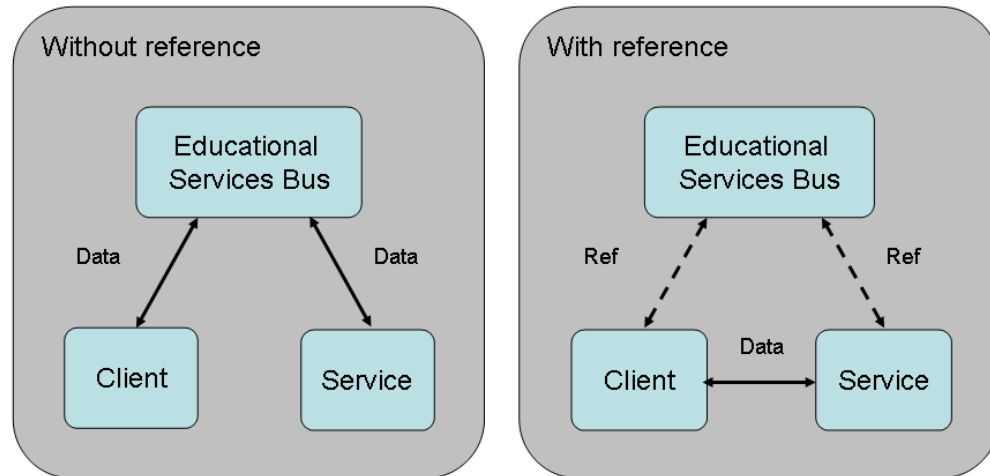 Without reference
Educational
Services Bus
Data
Data
Client
Service
With reference
Educational
Services Bus
Ref
Ref
Data
Client
Service